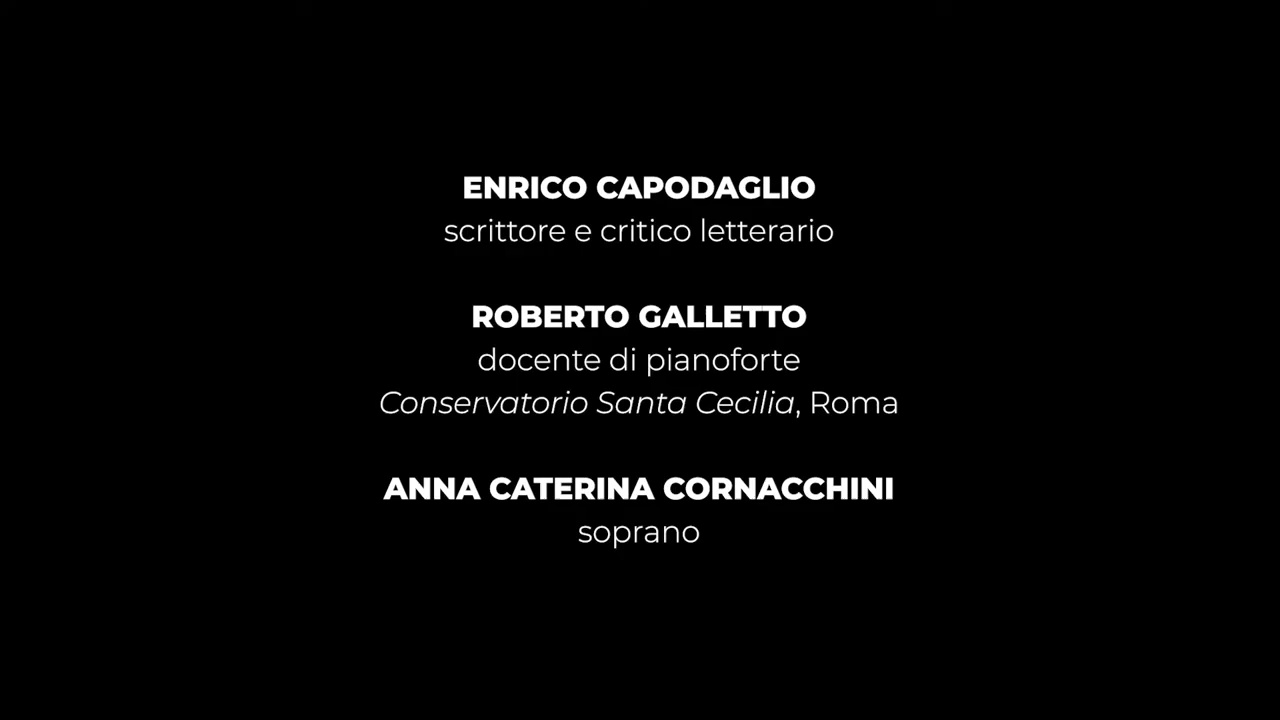 ENRICO CAPODAGLIO
scrittore e critico letterario
ROBERTO GALLETTO
docente di pianoforte
Conservatorio Santa Cecilia, Roma
ANNA CATERINA CORNACCHINI
soprano